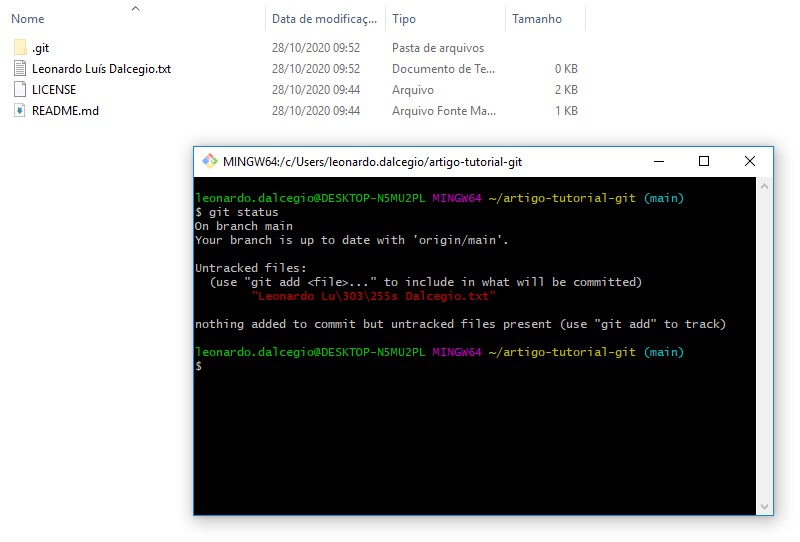 Nome Data de modificaç... Tipo Tamanho
.git 28/10/2020 09:52 Pasta de arquivos
Leonardo Luís Dalcegio.txt 28/10/2020 09:52 Documento de Te... 0 KB
LICENSE 28/10/2020 09:44 Arquivo 2 KB
README.md 28/10/2020 09:44 Arquivo Fonte Ma... 1 KB
MINGW64:/c/Users/leonardo.dalcegio/artigo-tutorial-git
leonardo.dalcegio@DESKTOP-N5MU2PL MINGW64 ~/artigo-tutorial-git (main)
$ git status
On branch main
Your branch is up to date with 'origin/main'.
Untracked files:
(use "git add <file>..." to include in what will be committed)
"Leonardo Lu\303\255s Dalcegio.txt"
nothing added to commit but untracked files present (use "git add" to track)
leonardo.dalcegio@DESKTOP-N5MU2PL MINGW64 ~/artigo-tutorial-git (main)
$